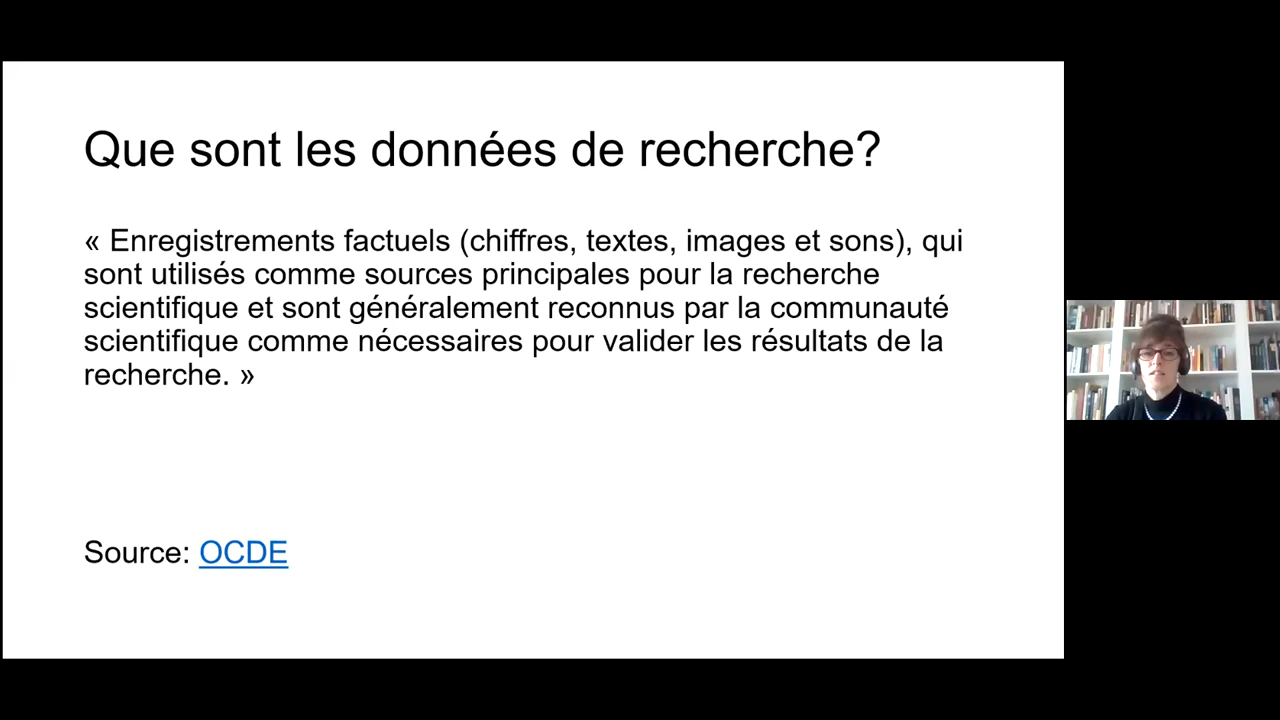 Que sont les données de recherche?
« Enregistrements factuels (chiffres, textes, images et sons), qui
sont utilisés comme sources principales pour la recherche
scientifique et sont généralement reconnus par la communauté
scientifique comme nécessaires pour valider les résultats de la
recherche. »
Source: OCDE